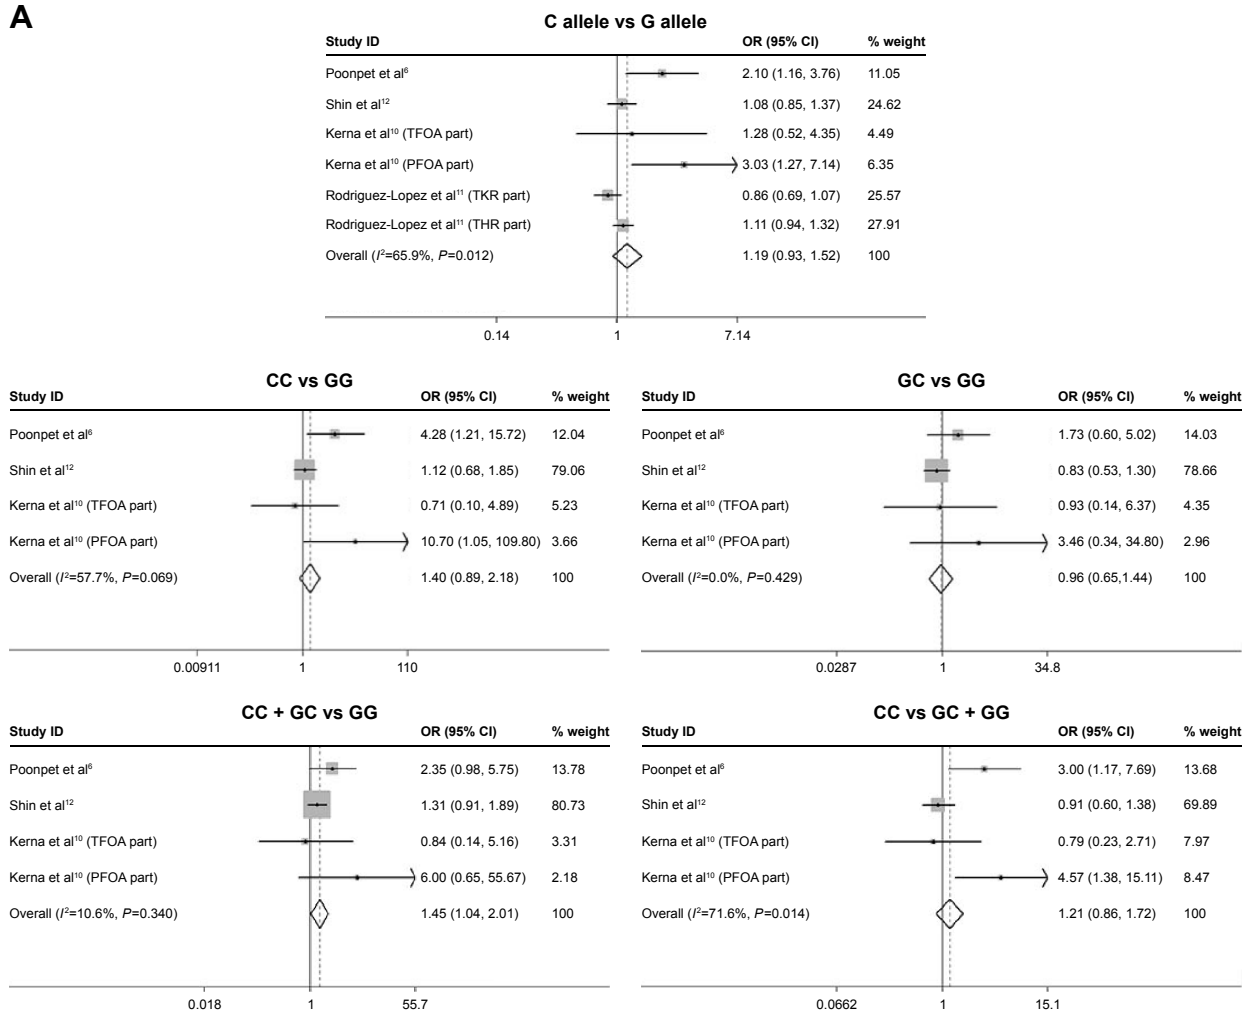 A
C allele vs G allele
Study ID OR (95% CI) % weight
Poonpet et al⁶ 2.10 (1.16, 3.76) 11.05
Shin et al¹² 1.08 (0.85, 1.37) 24.62
Kerna et al¹⁰ (TFOA part) 1.28 (0.52, 4.35) 4.49
Kerna et al¹⁰ (PFOA part) 3.03 (1.27, 7.14) 6.35
Rodriguez-Lopez et al¹¹ (TKR part) 0.86 (0.69, 1.07) 25.57
Rodriguez-Lopez et al¹¹ (THR part) 1.11 (0.94, 1.32) 27.91
Overall (I²=65.9%, P=0.012) 1.19 (0.93, 1.52) 100
0.14 1 7.14
CC vs GG
Study ID OR (95% CI) % weight
Poonpet et al⁶ 4.28 (1.21, 15.72) 12.04
Shin et al¹² 1.12 (0.68, 1.85) 79.06
Kerna et al¹⁰ (TFOA part) 0.71 (0.10, 4.89) 5.23
Kerna et al¹⁰ (PFOA part) 10.70 (1.05, 109.80) 3.66
Overall (I²=57.7%, P=0.069) 1.40 (0.89, 2.18) 100
0.00911 1 110
GC vs GG
Study ID OR (95% CI) % weight
Poonpet et al⁶ 1.73 (0.60, 5.02) 14.03
Shin et al¹² 0.83 (0.53, 1.30) 78.66
Kerna et al¹⁰ (TFOA part) 0.93 (0.14, 6.37) 4.35
Kerna et al¹⁰ (PFOA part) 3.46 (0.34, 34.80) 2.96
Overall (I²=0.0%, P=0.429) 0.96 (0.65,1.44) 100
0.0287 1 34.8
CC + GC vs GG
Study ID OR (95% CI) % weight
Poonpet et al⁶ 2.35 (0.98, 5.75) 13.78
Shin et al¹² 1.31 (0.91, 1.89) 80.73
Kerna et al¹⁰ (TFOA part) 0.84 (0.14, 5.16) 3.31
Kerna et al¹⁰ (PFOA part) 6.00 (0.65, 55.67) 2.18
Overall (I²=10.6%, P=0.340) 1.45 (1.04, 2.01) 100
0.018 1 55.7
CC vs GC + GG
Study ID OR (95% CI) % weight
Poonpet et al⁶ 3.00 (1.17, 7.69) 13.68
Shin et al¹² 0.91 (0.60, 1.38) 69.89
Kerna et al¹⁰ (TFOA part) 0.79 (0.23, 2.71) 7.97
Kerna et al¹⁰ (PFOA part) 4.57 (1.38, 15.11) 8.47
Overall (I²=71.6%, P=0.014) 1.21 (0.86, 1.72) 100
0.0662 1 15.1